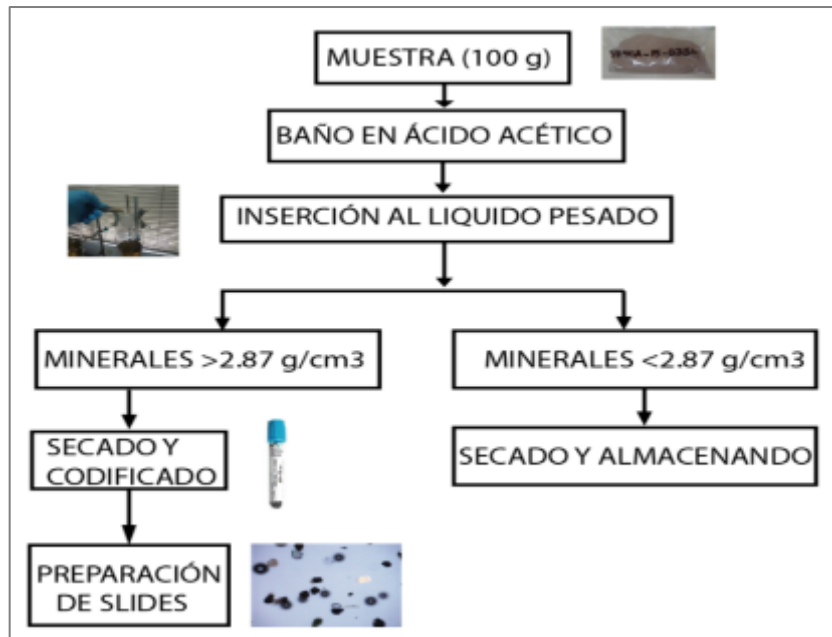 MUESTRA (100 g)
BAÑO EN ÁCIDO ACÉTICO
INSERCIÓN AL LIQUIDO PESADO
MINERALES >2.87 g/cm3
MINERALES <2.87 g/cm3
SECADO Y
CODIFICADO
SECADO Y ALMACENANDO
PREPARACIÓN
DE SLIDES